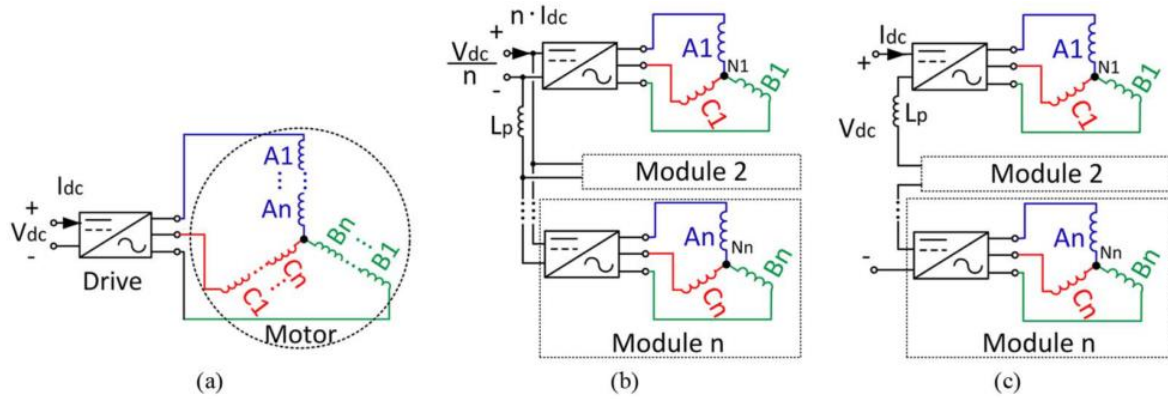 Idc
+
Vdc
-
Drive
A1
An
Bn
B1
C1
Cn
Motor
(a)
n · Idc
+
Vdc
n
-
Lp
A1
N1
B1
C1
Module 2
An
Nn
Bn
Cn
Module n
(b)
Idc
+
Vdc
Lp
A1
N1
B1
C1
Module 2
-
An
Nn
Bn
Cn
Module n
(c)